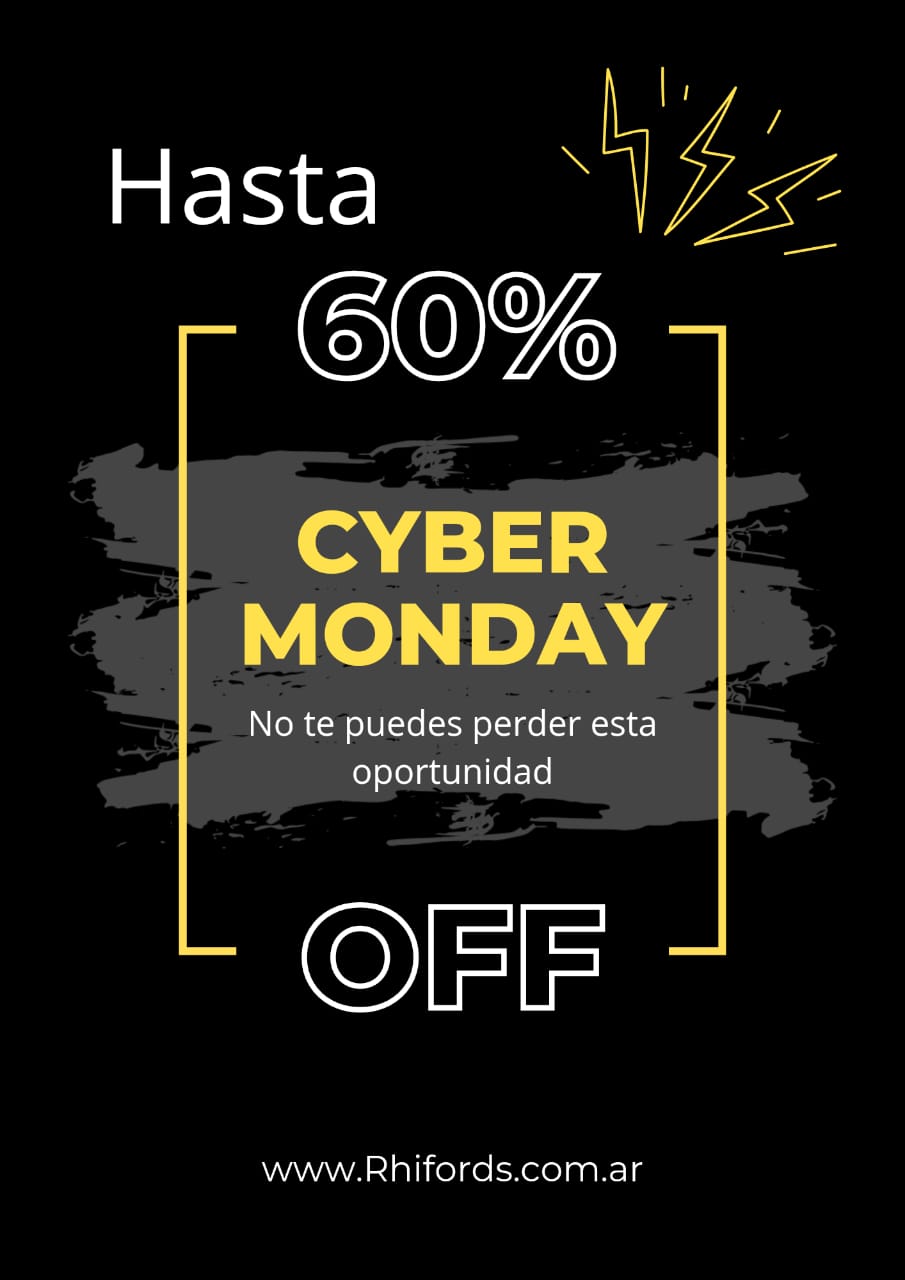 Hasta
60%
CYBER
MONDAY
No te puedes perder esta
oportunidad
OFF
www.Rhifords.com.ar